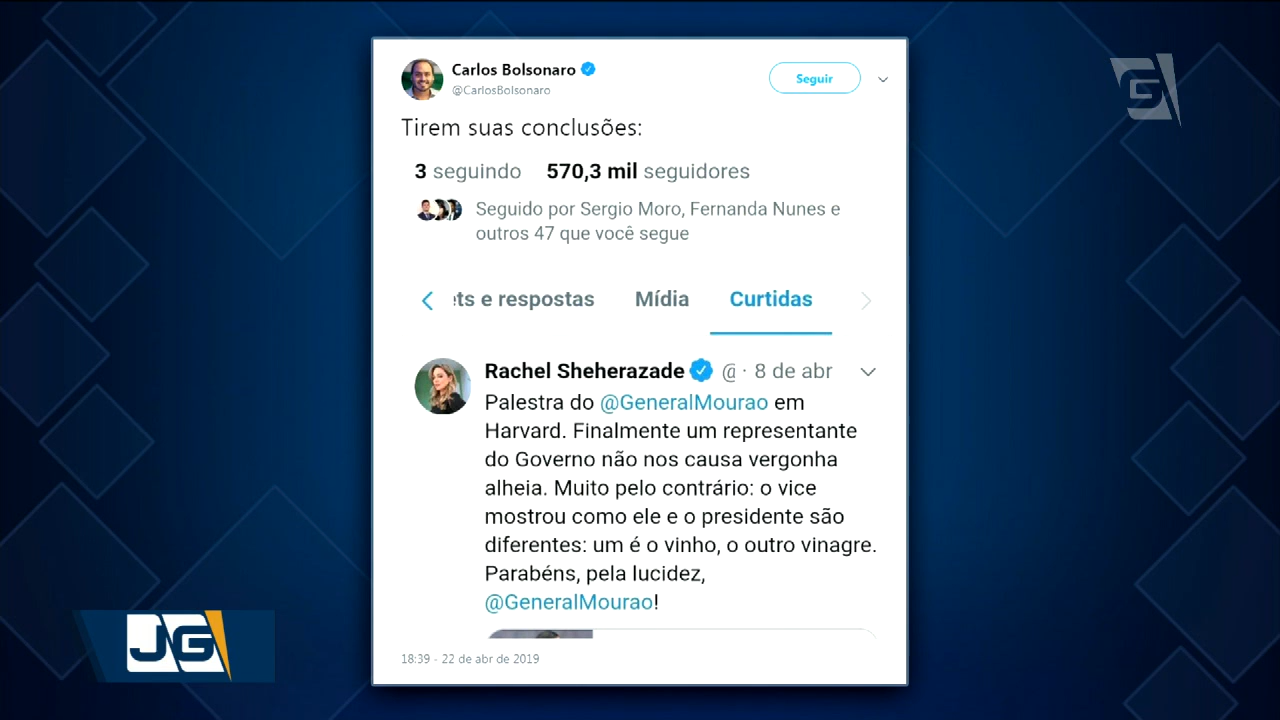 Carlos Bolsonaro
@CarlosBolsonaro
Seguir
Tirem suas conclusões:
3 seguindo 570,3 mil seguidores
Seguido por Sergio Moro, Fernanda Nunes e
outros 47 que você segue
ets e respostas Mídia Curtidas
Rachel Sheherazade @ · 8 de abr
Palestra do @GeneralMourao em
Harvard. Finalmente um representante
do Governo não nos causa vergonha
alheia. Muito pelo contrário: o vice
mostrou como ele e o presidente são
diferentes: um é o vinho, o outro vinagre.
Parabéns, pela lucidez,
@GeneralMourao!
18:39 - 22 de abr de 2019
JG
G